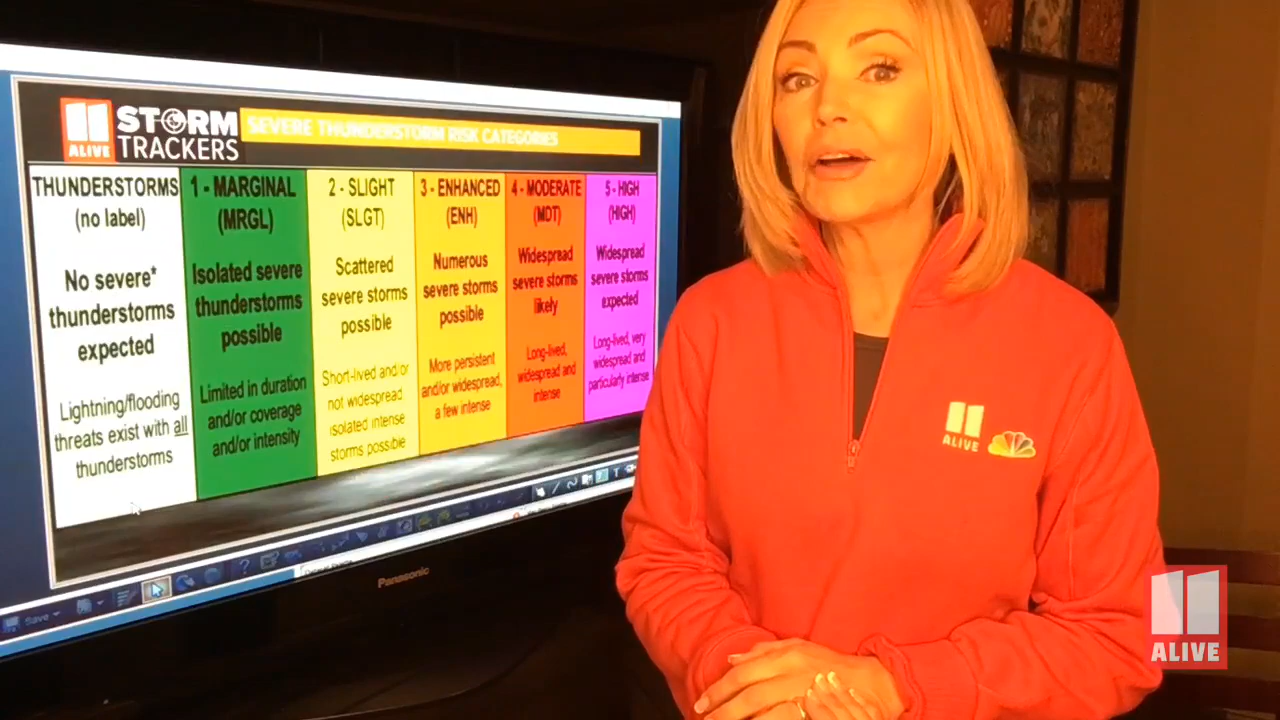 11 ALIVE
STORM
TRACKERS
SEVERE THUNDERSTORM RISK CATEGORIES
THUNDERSTORMS
(no label)
No severe*
thunderstorms
expected
Lightning/flooding
threats exist with all
thunderstorms
1 - MARGINAL
(MRGL)
Isolated severe
thunderstorms
possible
Limited in duration
and/or coverage
and/or intensity
2 - SLIGHT
(SLGT)
Scattered
severe storms
possible
Short-lived and/or
not widespread
isolated intense
storms possible
3 - ENHANCED
(ENH)
Numerous
severe storms
possible
More persistent
and/or widespread,
a few intense
4 - MODERATE
(MDT)
Widespread
severe storms
likely
Long-lived,
widespread and
intense
5 - HIGH
(HIGH)
Widespread
severe storms
expected
Long-lived, very
widespread and
particularly intense
Save
Panasonic
11
ALIVE
11
ALIVE